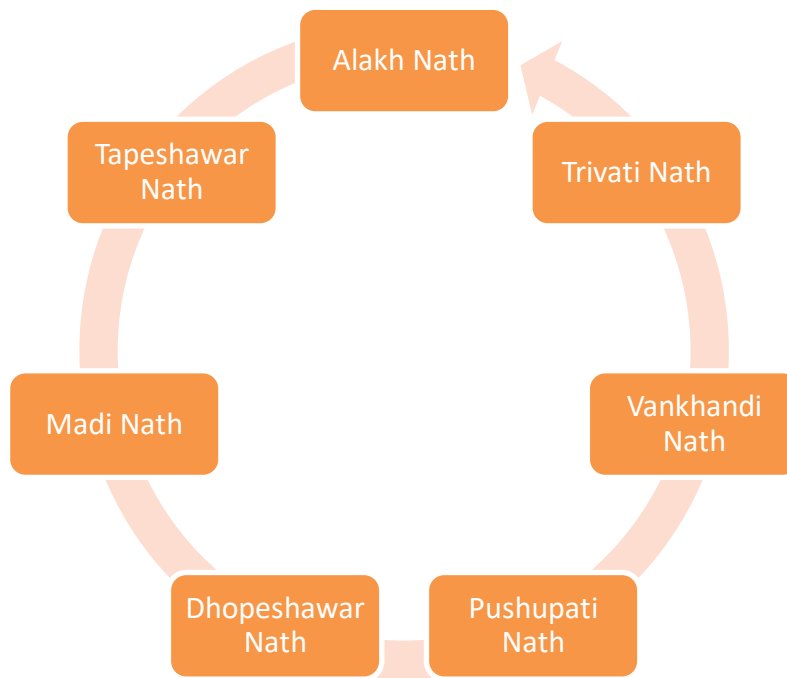 Alakh Nath
Trivati Nath
Vankhandi
Nath
Pushupati
Nath
Dhopeshawar
Nath
Madi Nath
Tapeshawar
Nath